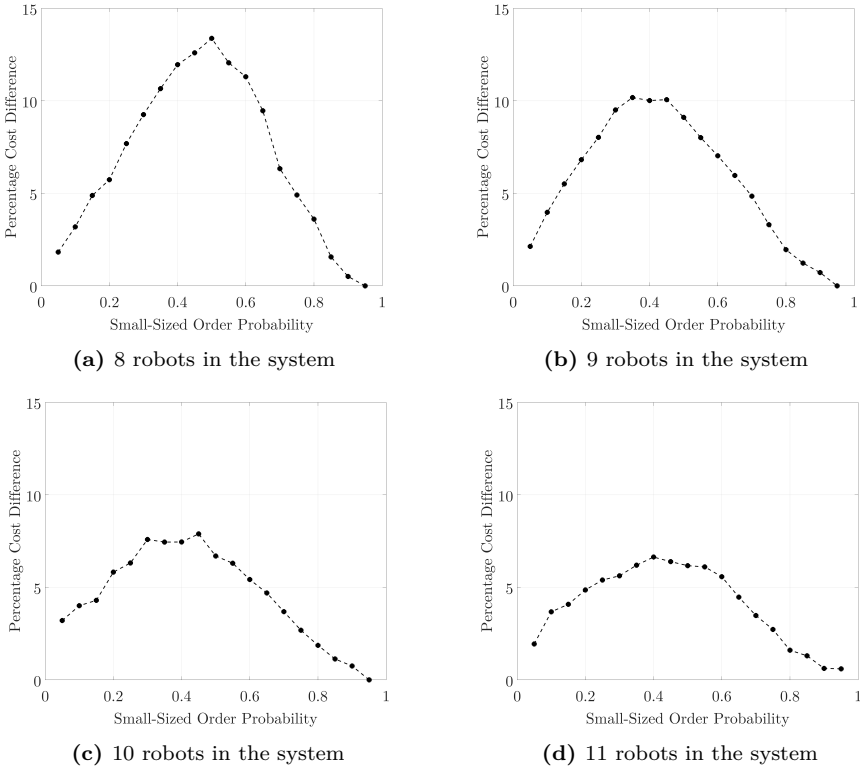 15
10
5
0
Percentage Cost Difference
0 0.2 0.4 0.6 0.8 1
Small-Sized Order Probability
(a) 8 robots in the system
15
10
5
0
Percentage Cost Difference
0 0.2 0.4 0.6 0.8 1
Small-Sized Order Probability
(b) 9 robots in the system
15
10
5
0
Percentage Cost Difference
0 0.2 0.4 0.6 0.8 1
Small-Sized Order Probability
(c) 10 robots in the system
15
10
5
0
Percentage Cost Difference
0 0.2 0.4 0.6 0.8 1
Small-Sized Order Probability
(d) 11 robots in the system